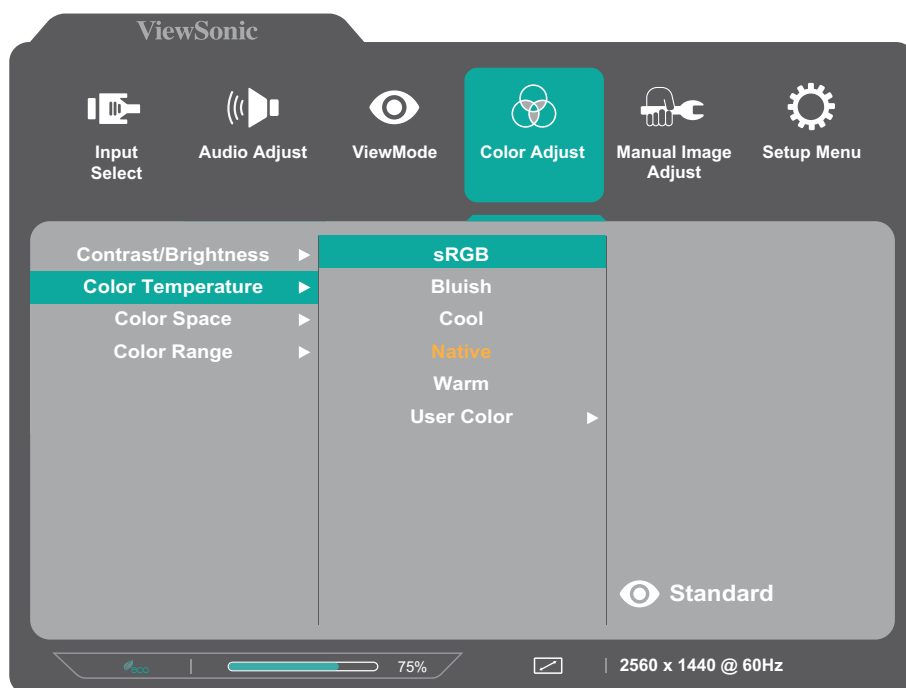 ViewSonic
Input
Select
Audio Adjust
ViewMode
Color Adjust
Manual Image
Adjust
Setup Menu
Contrast/Brightness
Color Temperature
Color Space
Color Range
sRGB
Bluish
Cool
Native
Warm
User Color
Standard
eco
75%
2560 x 1440 @ 60Hz